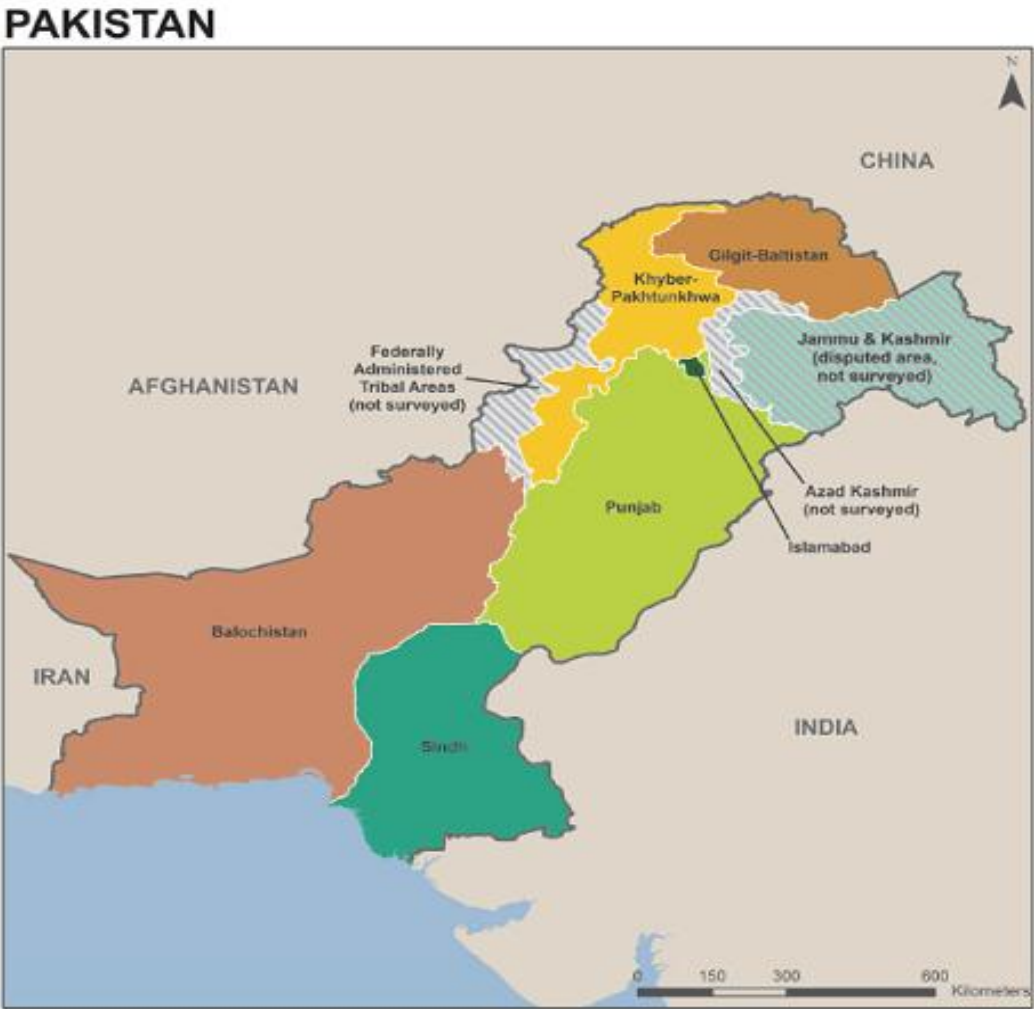 PAKISTAN
N
CHINA
Gilgit-Baltistan
Khyber-
Pakhtunkhwa
Jammu & Kashmir
(disputed area,
not surveyed)
Federally
Administered
Tribal Areas
(not surveyed)
AFGHANISTAN
Azad Kashmir
(not surveyed)
Punjab
Islamabad
Balochistan
IRAN
INDIA
Sindh
0 150 300 600
Kilometers